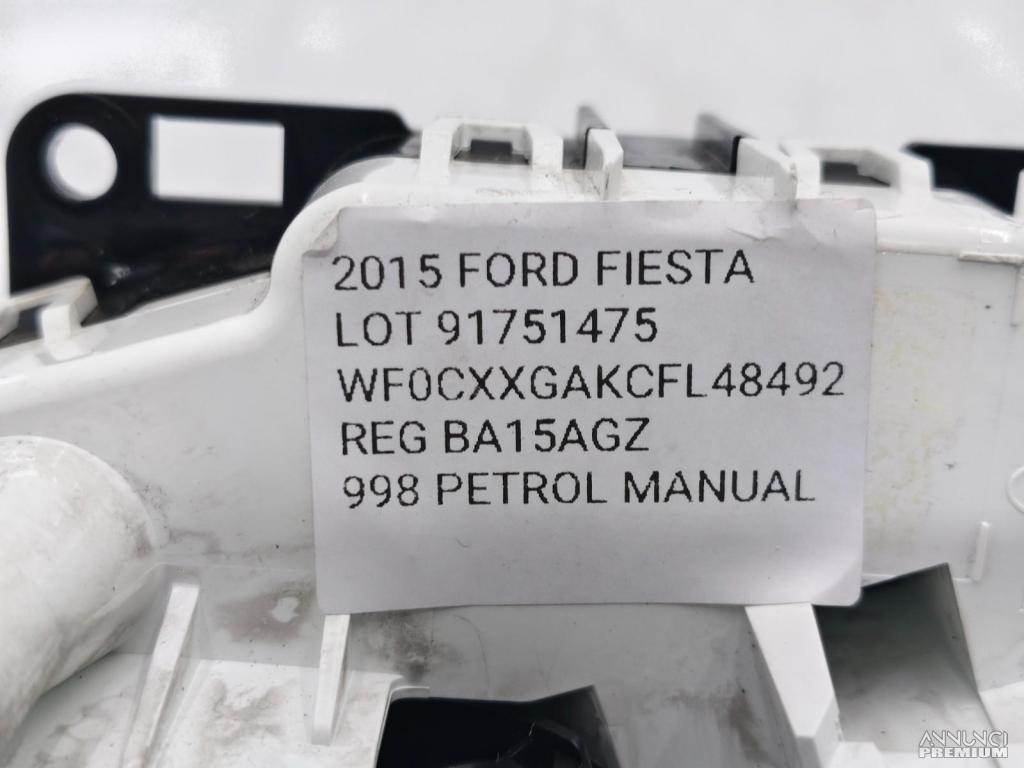 2015 FORD FIESTA
LOT 91751475
WF0CXXGAKCFL48492
REG BA15AGZ
998 PETROL MANUAL
ANNUNCI
PREMIUM